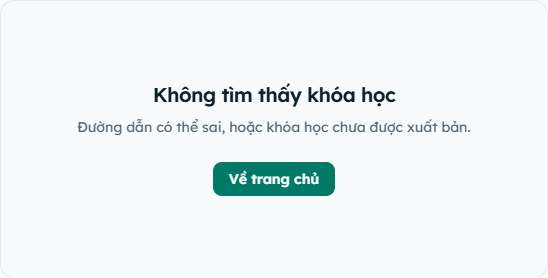 Không tìm thấy khóa học
Đường dẫn có thể sai, hoặc khóa học chưa được xuất bản.
Về trang chủ